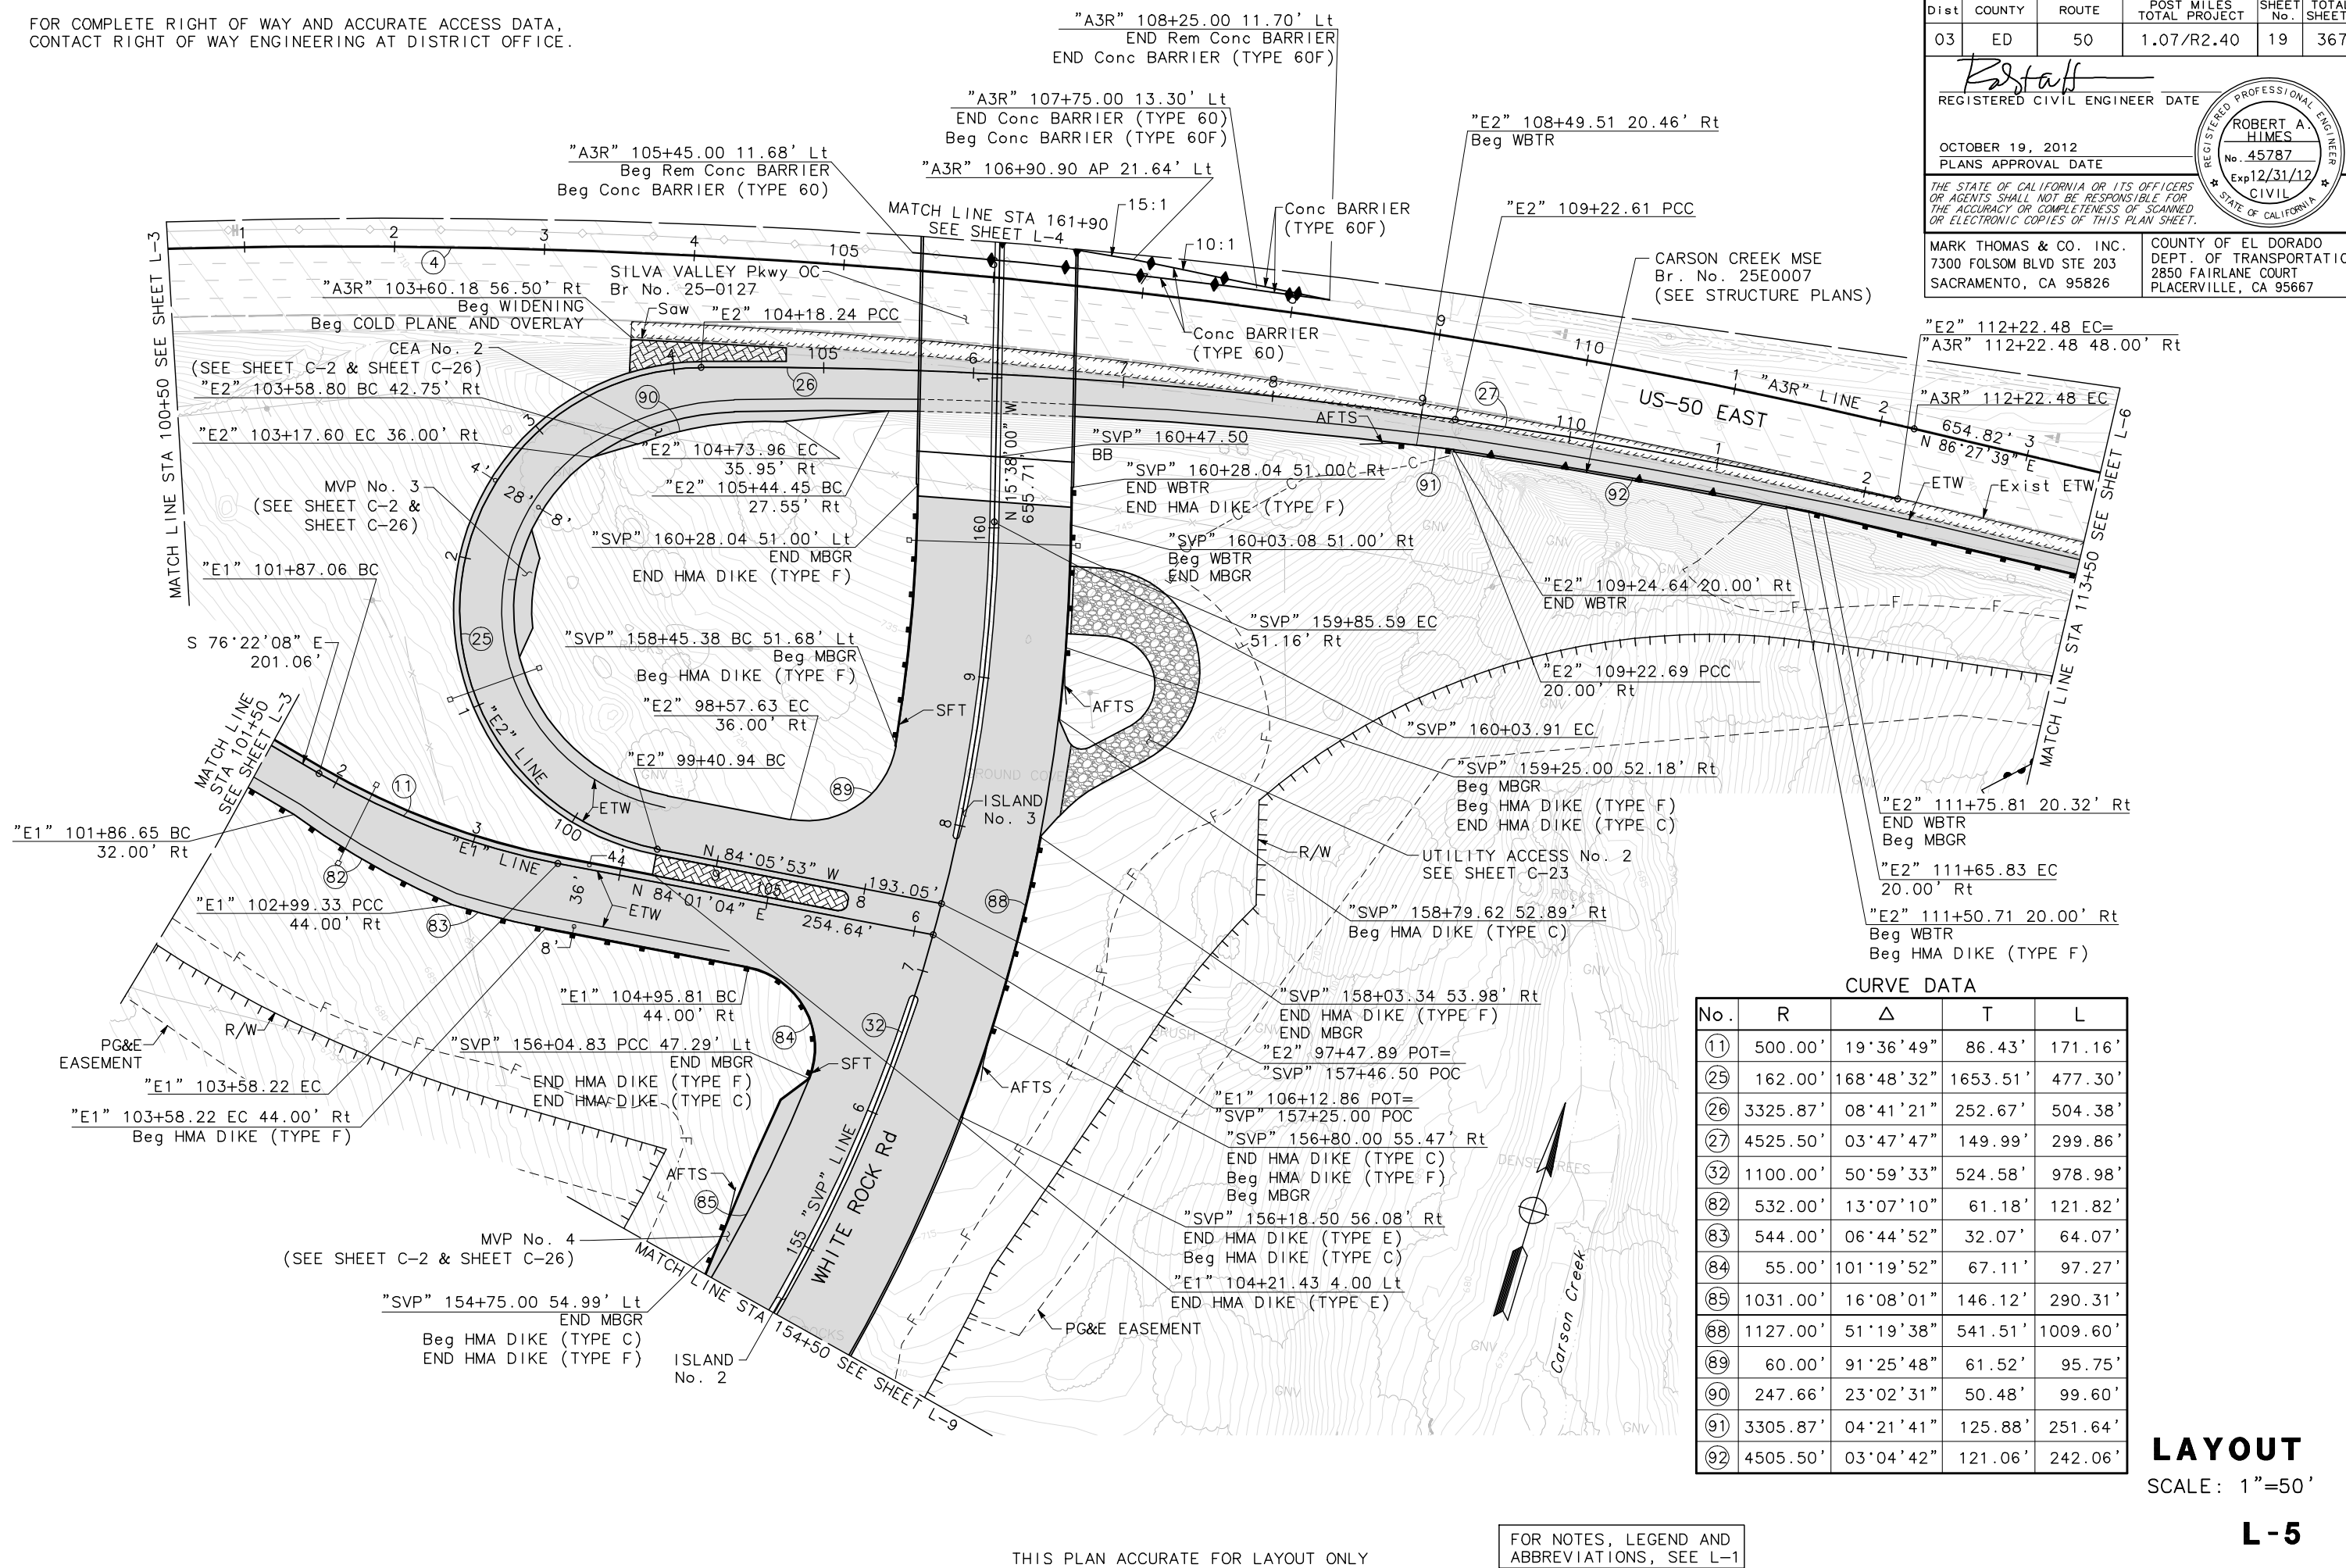 FOR COMPLETE RIGHT OF WAY AND ACCURATE ACCESS DATA,
CONTACT RIGHT OF WAY ENGINEERING AT DISTRICT OFFICE.
"A3R" 108+25.00 11.70' Lt
END Rem Conc BARRIER
END Conc BARRIER (TYPE 60F)
"A3R" 107+75.00 13.30' Lt
END Conc BARRIER (TYPE 60)
Beg Conc BARRIER (TYPE 60F)
"A3R" 105+45.00 11.68' Lt
Beg Rem Conc BARRIER
Beg Conc BARRIER (TYPE 60)
"A3R" 106+90.90 AP 21.64' Lt
MATCH LINE STA 161+90
SEE SHEET L-4
15:1
10:1
Conc BARRIER
(TYPE 60F)
Conc BARRIER
(TYPE 60)
"E2" 108+49.51 20.46' Rt
Beg WBTR
"E2" 109+22.61 PCC
CARSON CREEK MSE
Br. No. 25E0007
(SEE STRUCTURE PLANS)
Dist COUNTY ROUTE POST MILES TOTAL PROJECT SHEET No. TOTAL SHEET
03 ED 50 1.07/R2.40 19 367
REGISTERED CIVIL ENGINEER DATE
OCTOBER 19, 2012
PLANS APPROVAL DATE
REGISTERED PROFESSIONAL ENGINEER
ROBERT A.
HIMES
No. 45787
Exp 12/31/12
CIVIL
STATE OF CALIFORNIA
THE STATE OF CALIFORNIA OR ITS OFFICERS
OR AGENTS SHALL NOT BE RESPONSIBLE FOR
THE ACCURACY OR COMPLETENESS OF SCANNED
OR ELECTRONIC COPIES OF THIS PLAN SHEET.
MARK THOMAS & CO. INC.
7300 FOLSOM BLVD STE 203
SACRAMENTO, CA 95826
COUNTY OF EL DORADO
DEPT. OF TRANSPORTATIO
2850 FAIRLANE COURT
PLACERVILLE, CA 95667
MATCH LINE STA 100+50 SEE SHEET L-3
1 2 3 4 105
4
SILVA VALLEY Pkwy OC
Br No. 25-0127
"A3R" 103+60.18 56.50' Rt
Beg WIDENING
Beg COLD PLANE AND OVERLAY
Saw
"E2" 104+18.24 PCC
CEA No. 2
(SEE SHEET C-2 & SHEET C-26)
"E2" 103+58.80 BC 42.75' Rt
"E2" 103+17.60 EC 36.00' Rt
"E2" 104+73.96 EC
35.95' Rt
"E2" 105+44.45 BC
27.55' Rt
MVP No. 3
(SEE SHEET C-2 &
SHEET C-26)
4'
28'
8'
"SVP" 160+28.04 51.00' Lt
END MBGR
END HMA DIKE (TYPE F)
"E1" 101+87.06 BC
S 76°22'08" E
201.06'
"SVP" 158+45.38 BC 51.68' Lt
Beg MBGR
Beg HMA DIKE (TYPE F)
"E2" 98+57.63 EC
36.00' Rt
"E2" 99+40.94 BC
"E2" LINE
ETW
MATCH LINE
STA 101+50
SEE SHEET L-3
"E1" 101+86.65 BC
32.00' Rt
"E1" LINE
"E1" 102+99.33 PCC
44.00' Rt
N 84°05'53" W
193.05'
N 84°01'04" E
254.64'
4'
36'
ETW
8'
"E1" 104+95.81 BC
44.00' Rt
R/W
PG&E
EASEMENT
"E1" 103+58.22 EC
"E1" 103+58.22 EC 44.00' Rt
Beg HMA DIKE (TYPE F)
"SVP" 156+04.83 PCC 47.29' Lt
END MBGR
END HMA DIKE (TYPE F)
END HMA DIKE (TYPE C)
SFT
AFTS
MVP No. 4
(SEE SHEET C-2 & SHEET C-26)
"SVP" 154+75.00 54.99' Lt
END MBGR
Beg HMA DIKE (TYPE C)
END HMA DIKE (TYPE F)
ISLAND
No. 2
MATCH LINE STA 154+50 SEE SHEET L-9
"SVP" LINE
WHITE ROCK Rd
N 15°38'00" W
655.71'
"SVP" 160+47.50
BB
"SVP" 160+28.04 51.00' Rt
END WBTR
END HMA DIKE (TYPE F)
"SVP" 160+03.08 51.00' Rt
Beg WBTR
END MBGR
"SVP" 159+85.59 EC
51.16' Rt
"SVP" 160+03.91 EC
SFT
AFTS
ISLAND
No. 3
"SVP" 159+25.00 52.18' Rt
Beg MBGR
Beg HMA DIKE (TYPE F)
END HMA DIKE (TYPE C)
UTILITY ACCESS No. 2
SEE SHEET C-23
R/W
"SVP" 158+79.62 52.89' Rt
Beg HMA DIKE (TYPE C)
"SVP" 158+03.34 53.98' Rt
END HMA DIKE (TYPE F)
END MBGR
"E2" 97+47.89 POT=
"SVP" 157+46.50 POC
"E1" 106+12.86 POT=
"SVP" 157+25.00 POC
"SVP" 156+80.00 55.47' Rt
END HMA DIKE (TYPE C)
Beg HMA DIKE (TYPE F)
Beg MBGR
"SVP" 156+18.50 56.08' Rt
END HMA DIKE (TYPE E)
Beg HMA DIKE (TYPE C)
"E1" 104+21.43 4.00 Lt
END HMA DIKE (TYPE E)
AFTS
PG&E EASEMENT
Carson Creek
AFTS
"E2" 109+24.64 20.00' Rt
END WBTR
"E2" 109+22.69 PCC
20.00' Rt
US-50 EAST
"A3R" LINE
"E2" 112+22.48 EC=
"A3R" 112+22.48 48.00' Rt
"A3R" 112+22.48 EC
654.82'
N 86°27'39" E
ETW
Exist ETW
MATCH LINE STA 113+50 SEE SHEET L-6
"E2" 111+75.81 20.32' Rt
END WBTR
Beg MBGR
"E2" 111+65.83 EC
20.00' Rt
"E2" 111+50.71 20.00' Rt
Beg WBTR
Beg HMA DIKE (TYPE F)
GROUND COVER
BRUSH
DENSE TREES
ROCKS
GNV
CURVE DATA
No. R Δ T L
11 500.00' 19°36'49" 86.43' 171.16'
25 162.00' 168°48'32" 1653.51' 477.30'
26 3325.87' 08°41'21" 252.67' 504.38'
27 4525.50' 03°47'47" 149.99' 299.86'
32 1100.00' 50°59'33" 524.58' 978.98'
82 532.00' 13°07'10" 61.18' 121.82'
83 544.00' 06°44'52" 32.07' 64.07'
84 55.00' 101°19'52" 67.11' 97.27'
85 1031.00' 16°08'01" 146.12' 290.31'
88 1127.00' 51°19'38" 541.51' 1009.60'
89 60.00' 91°25'48" 61.52' 95.75'
90 247.66' 23°02'31" 50.48' 99.60'
91 3305.87' 04°21'41" 125.88' 251.64'
92 4505.50' 03°04'42" 121.06' 242.06'
LAYOUT
SCALE: 1"=50'
L-5
THIS PLAN ACCURATE FOR LAYOUT ONLY
FOR NOTES, LEGEND AND
ABBREVIATIONS, SEE L-1